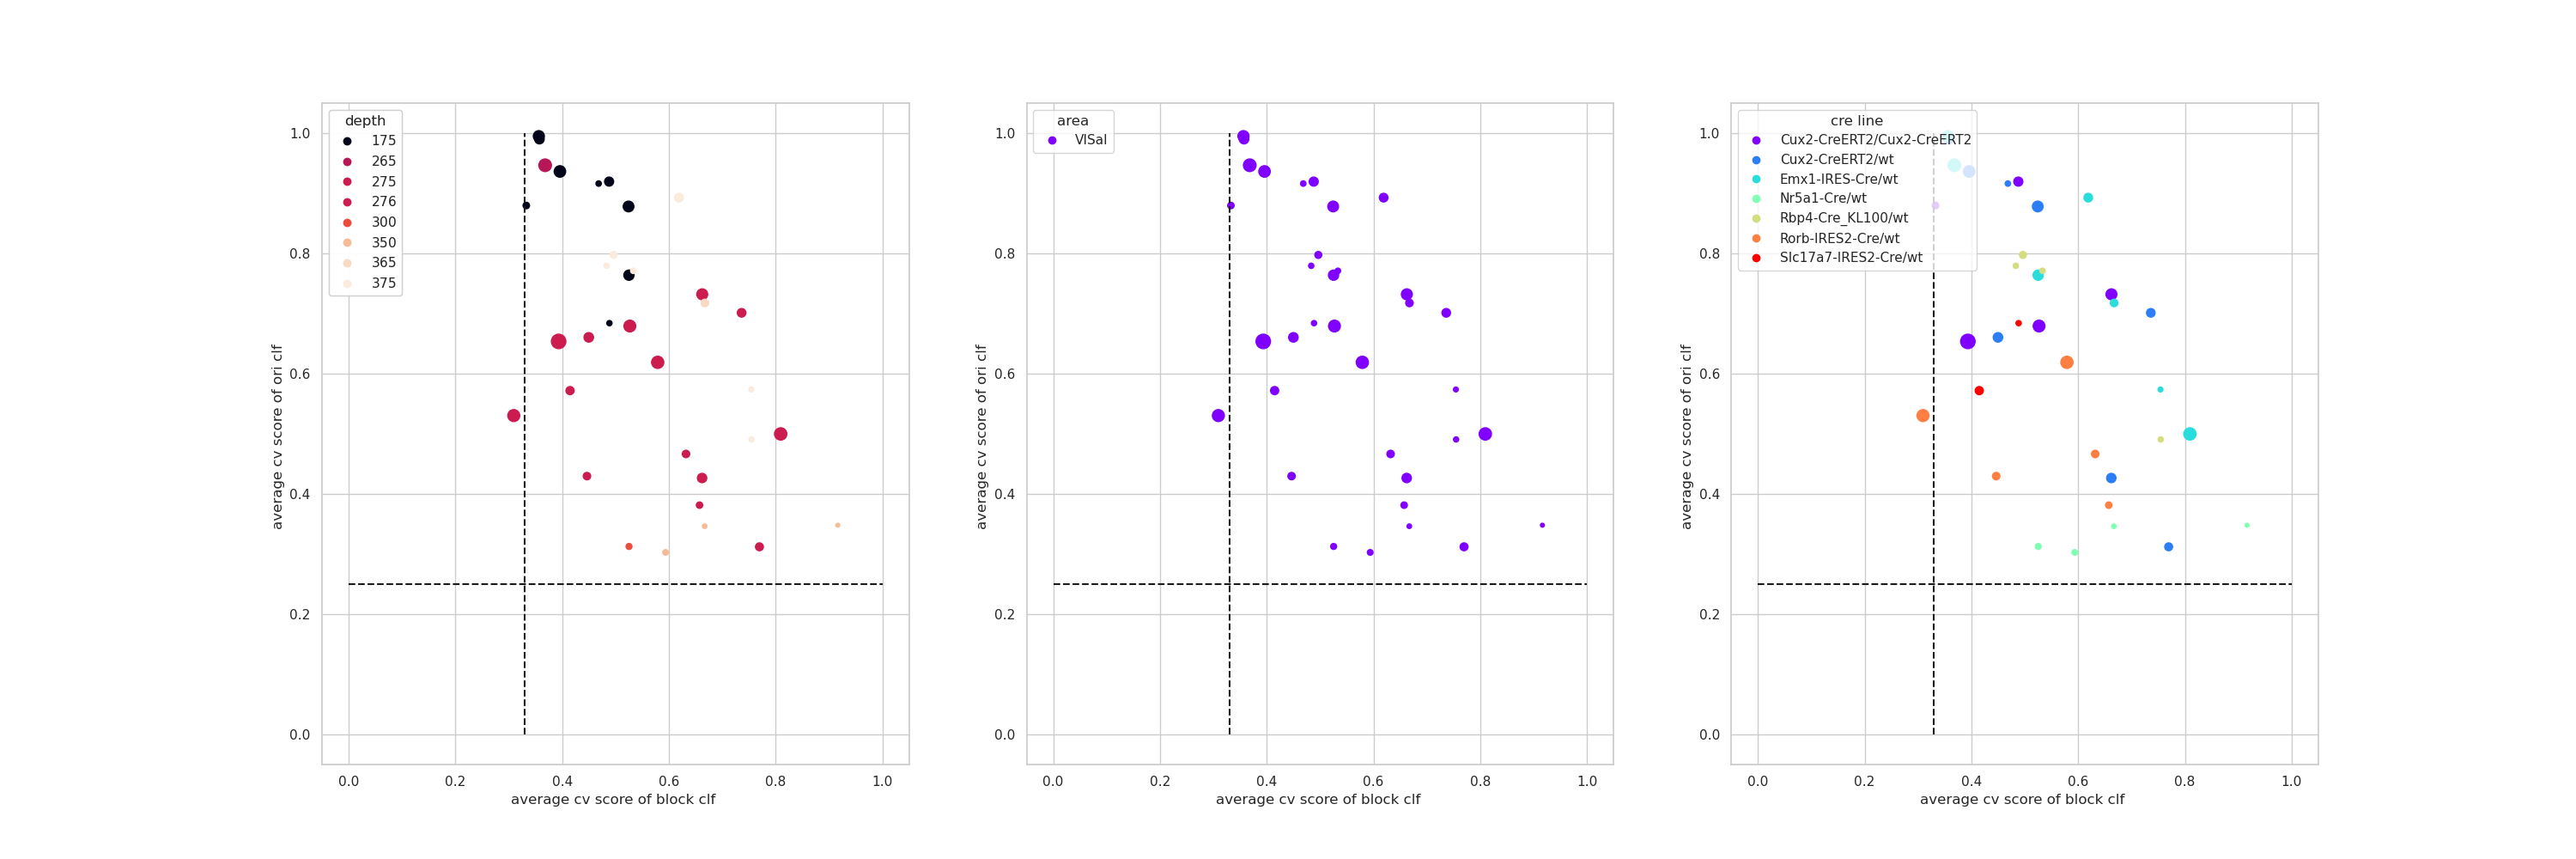 depth
175
265
275
276
300
350
365
375
1.0
0.8
0.6
0.4
0.2
0.0
average cv score of ori clf
0.0 0.2 0.4 0.6 0.8 1.0
average cv score of block clf
area
VISal
1.0
0.8
0.6
0.4
0.2
0.0
average cv score of ori clf
0.0 0.2 0.4 0.6 0.8 1.0
average cv score of block clf
cre line
Cux2-CreERT2/Cux2-CreERT2
Cux2-CreERT2/wt
Emx1-IRES-Cre/wt
Nr5a1-Cre/wt
Rbp4-Cre_KL100/wt
Rorb-IRES2-Cre/wt
Slc17a7-IRES2-Cre/wt
1.0
0.8
0.6
0.4
0.2
0.0
average cv score of ori clf
0.0 0.2 0.4 0.6 0.8 1.0
average cv score of block clf